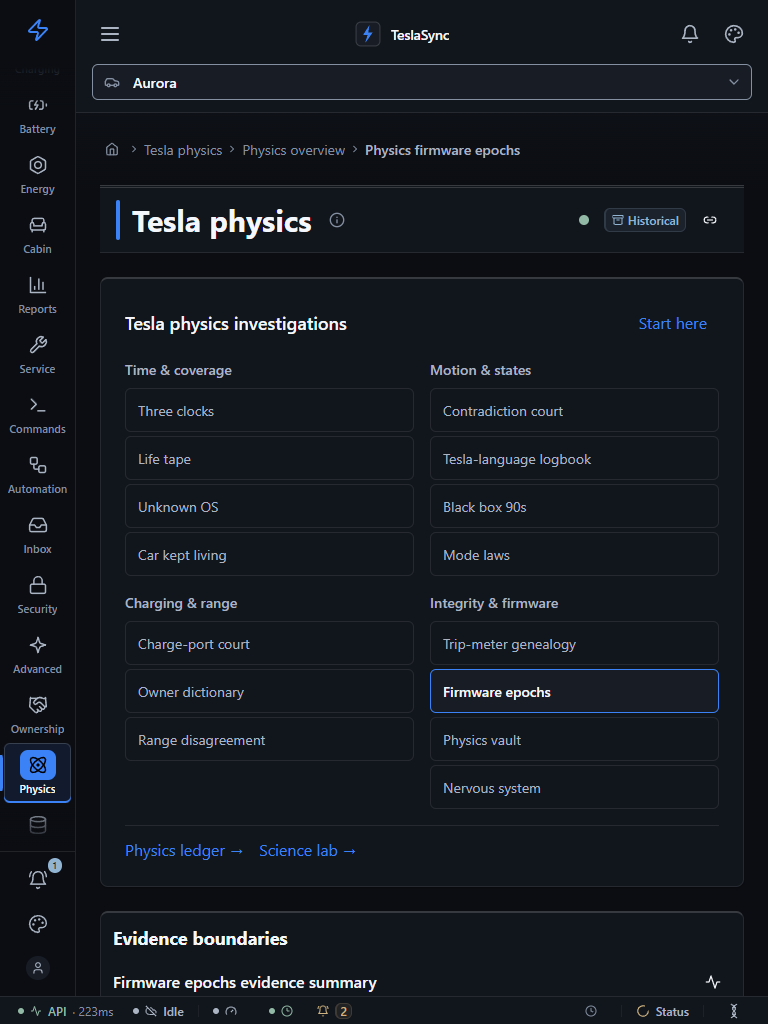 TeslaSync
Aurora
Charging
Battery
Energy
Cabin
Reports
Service
Commands
Automation
Inbox
Security
Advanced
Ownership
Physics
1
Tesla physics › Physics overview › Physics firmware epochs
Tesla physics
Historical
Tesla physics investigations
Start here
Time & coverage
Three clocks
Life tape
Unknown OS
Car kept living
Motion & states
Contradiction court
Tesla-language logbook
Black box 90s
Mode laws
Charging & range
Charge-port court
Owner dictionary
Range disagreement
Integrity & firmware
Trip-meter genealogy
Firmware epochs
Physics vault
Nervous system
Physics ledger → Science lab →
Evidence boundaries
Firmware epochs evidence summary
API · 223ms Idle 2 Status